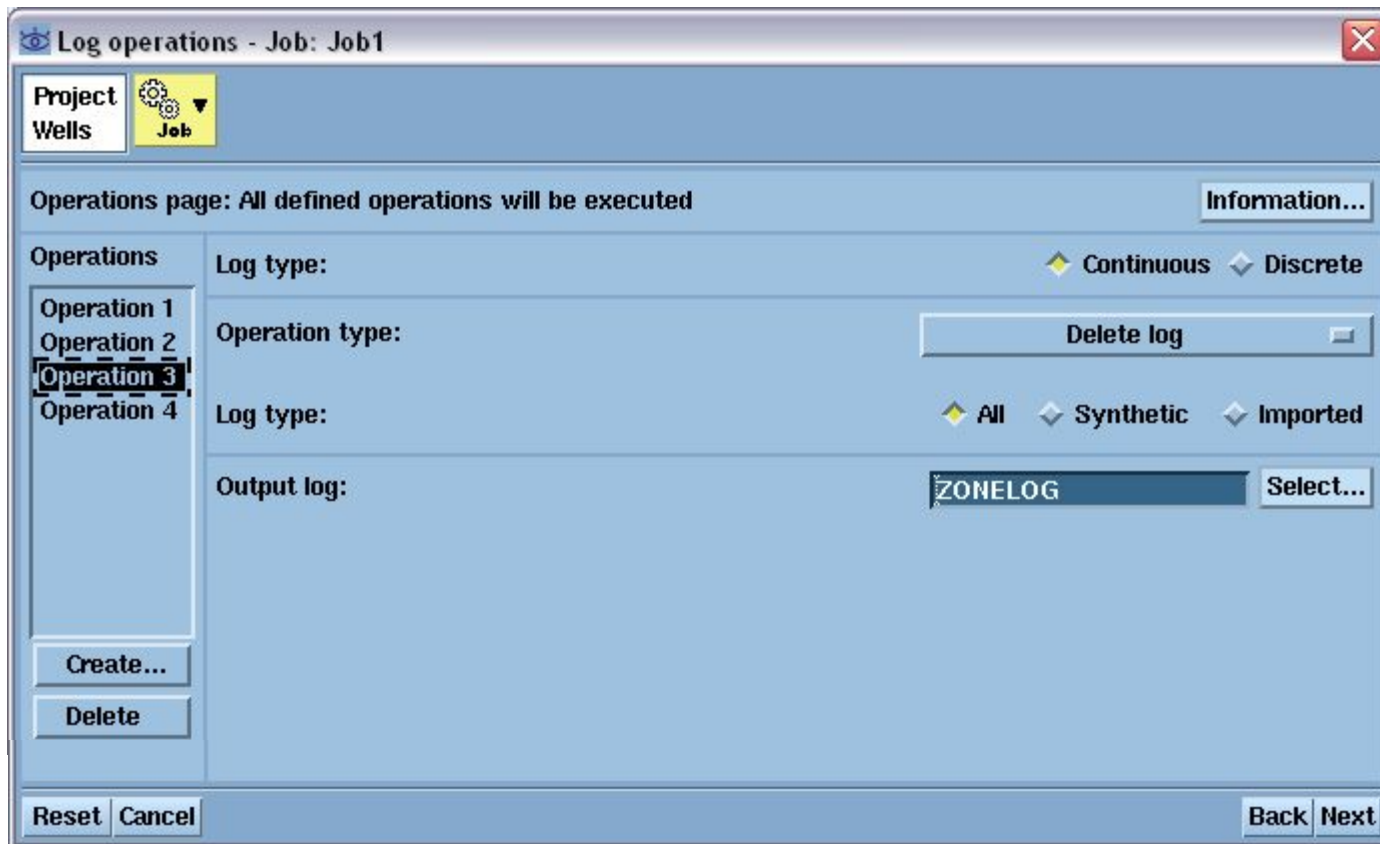 Log operations - Job: Job1
Project
Wells
Job
Operations page: All defined operations will be executed
Information...
Operations
Operation 1
Operation 2
Operation 3
Operation 4
Create...
Delete
Log type:
Continuous
Discrete
Operation type:
Delete log
Log type:
All
Synthetic
Imported
Output log:
ZONELOG
Select...
Reset
Cancel
Back
Next